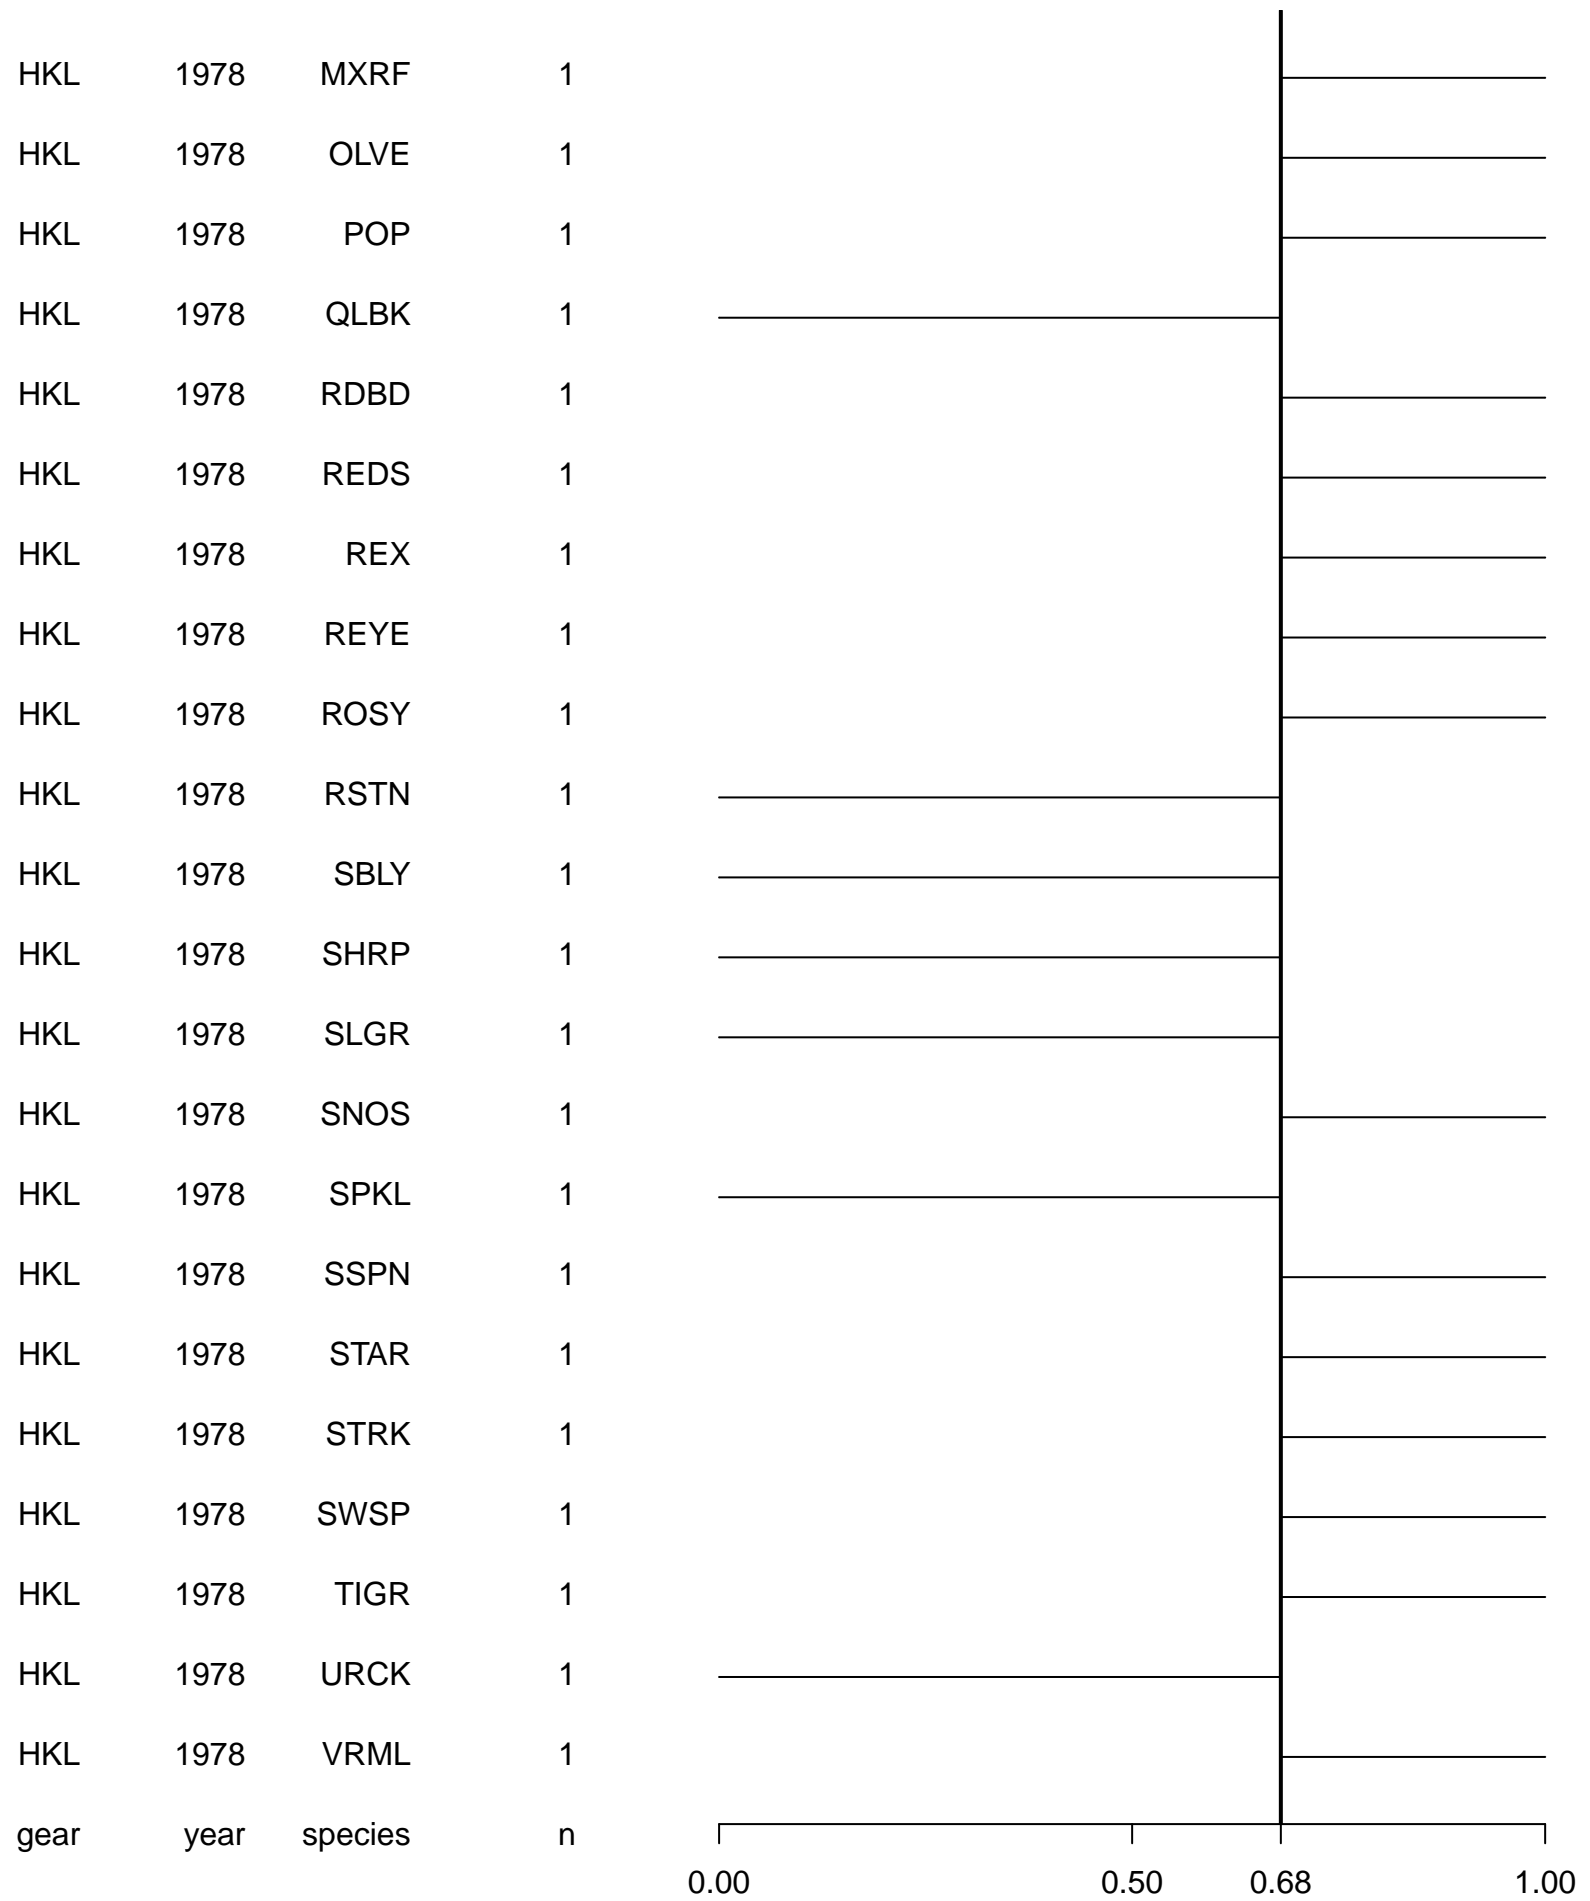 HKL 1978 MXRF 1
HKL 1978 OLVE 1
HKL 1978 POP 1
HKL 1978 QLBK 1
HKL 1978 RDBD 1
HKL 1978 REDS 1
HKL 1978 REX 1
HKL 1978 REYE 1
HKL 1978 ROSY 1
HKL 1978 RSTN 1
HKL 1978 SBLY 1
HKL 1978 SHRP 1
HKL 1978 SLGR 1
HKL 1978 SNOS 1
HKL 1978 SPKL 1
HKL 1978 SSPN 1
HKL 1978 STAR 1
HKL 1978 STRK 1
HKL 1978 SWSP 1
HKL 1978 TIGR 1
HKL 1978 URCK 1
HKL 1978 VRML 1
gear year species n
0.00 0.50 0.68 1.00